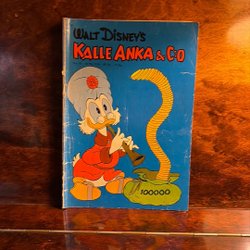 WALT DISNEY'S
KALLE ANKA & C:O
100000